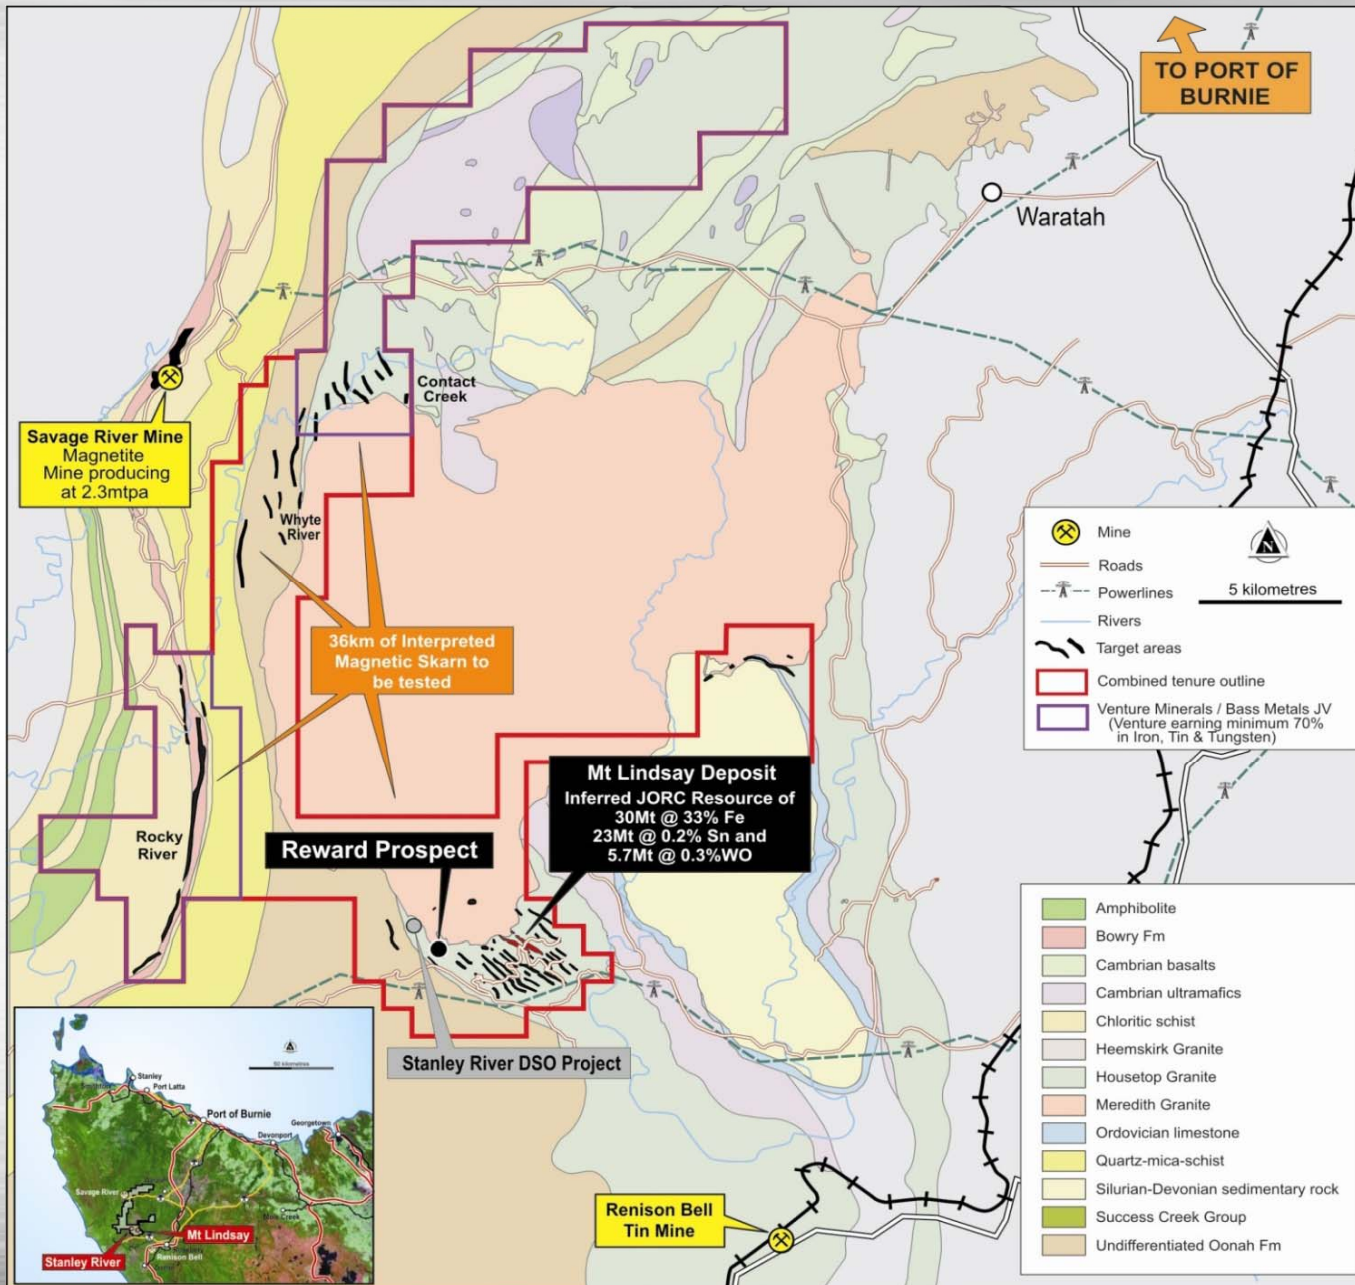 TO PORT OF
BURNIE
Waratah
Contact
Creek
Savage River Mine
Magnetite
Mine producing
at 2.3mtpa
Whyte
River
Mine
Roads
Powerlines
Rivers
Target areas
Combined tenure outline
Venture Minerals / Bass Metals JV
(Venture earning minimum 70%
in Iron, Tin & Tungsten)
N
5 kilometres
36km of Interpreted
Magnetic Skarn to
be tested
Mt Lindsay Deposit
Inferred JORC Resource of
30Mt @ 33% Fe
23Mt @ 0.2% Sn and
5.7Mt @ 0.3%WO
Rocky
River
Reward Prospect
Stanley River DSO Project
Amphibolite
Bowry Fm
Cambrian basalts
Cambrian ultramafics
Chloritic schist
Heemskirk Granite
Housetop Granite
Meredith Granite
Ordovician limestone
Quartz-mica-schist
Silurian-Devonian sedimentary rock
Success Creek Group
Undifferentiated Oonah Fm
Renison Bell
Tin Mine
50 kilometres
Stanley
Port Latta
Port of Burnie
Georgetown
Devonport
Savage River
Mt Lindsay
Stanley River
Renison Bell